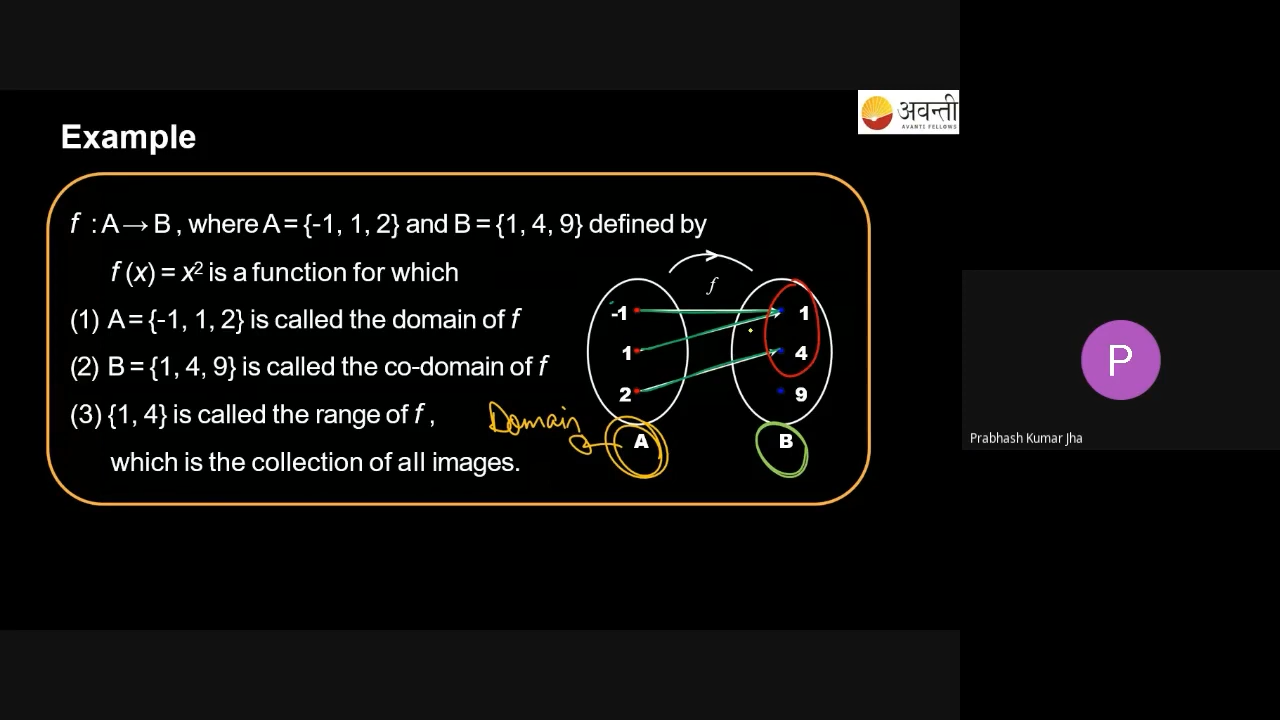 अवन्ती
AVANTI FELLOWS
Example
f : A → B , where A = {-1, 1, 2} and B = {1, 4, 9} defined by
f (x) = x² is a function for which
(1) A = {-1, 1, 2} is called the domain of f
(2) B = {1, 4, 9} is called the co-domain of f
(3) {1, 4} is called the range of f ,
which is the collection of all images.
f
-1 1
1 4
2 9
Domain
A B
P
Prabhash Kumar Jha